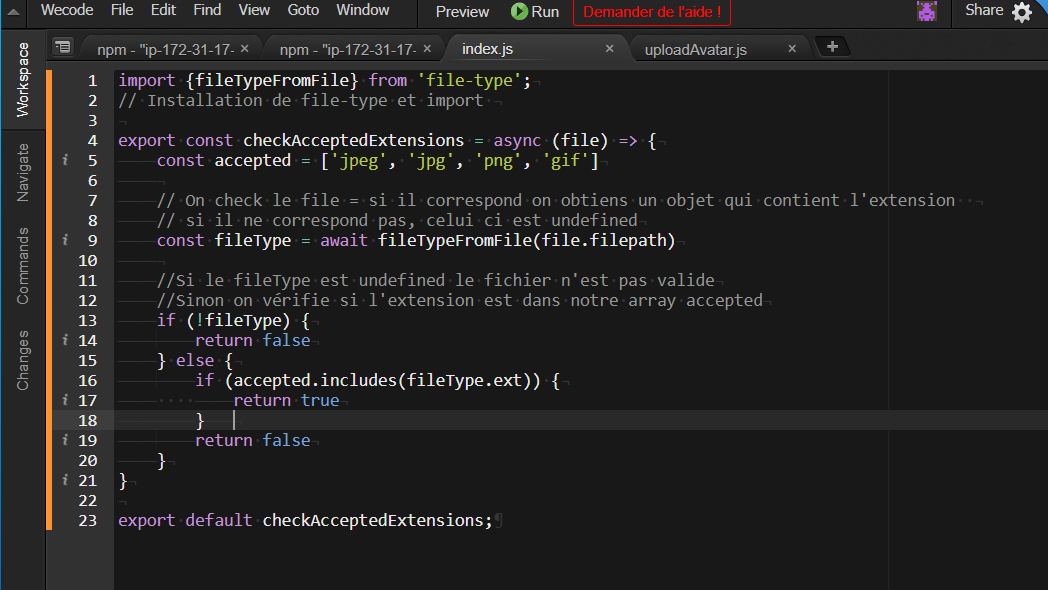 Wecode File Edit Find View Goto Window Preview Run Demander de l'aide ! Share
npm - "ip-172-31-17- × npm - "ip-172-31-17- × index.js × uploadAvatar.js × +
Workspace
Navigate
Commands
Changes
1 import {fileTypeFromFile} from 'file-type';
2 // Installation de file-type et import
3
4 export const checkAcceptedExtensions = async (file) => {
5 const accepted = ['jpeg', 'jpg', 'png', 'gif']
6
7 // On check le file = si il correspond on obtiens un objet qui contient l'extension
8 // si il ne correspond pas, celui ci est undefined
9 const fileType = await fileTypeFromFile(file.filepath)
10
11 //Si le fileType est undefined le fichier n'est pas valide
12 //Sinon on vérifie si l'extension est dans notre array accepted
13 if (!fileType) {
14 return false
15 } else {
16 if (accepted.includes(fileType.ext)) {
17 return true
18 }
19 return false
20 }
21 }
22
23 export default checkAcceptedExtensions;